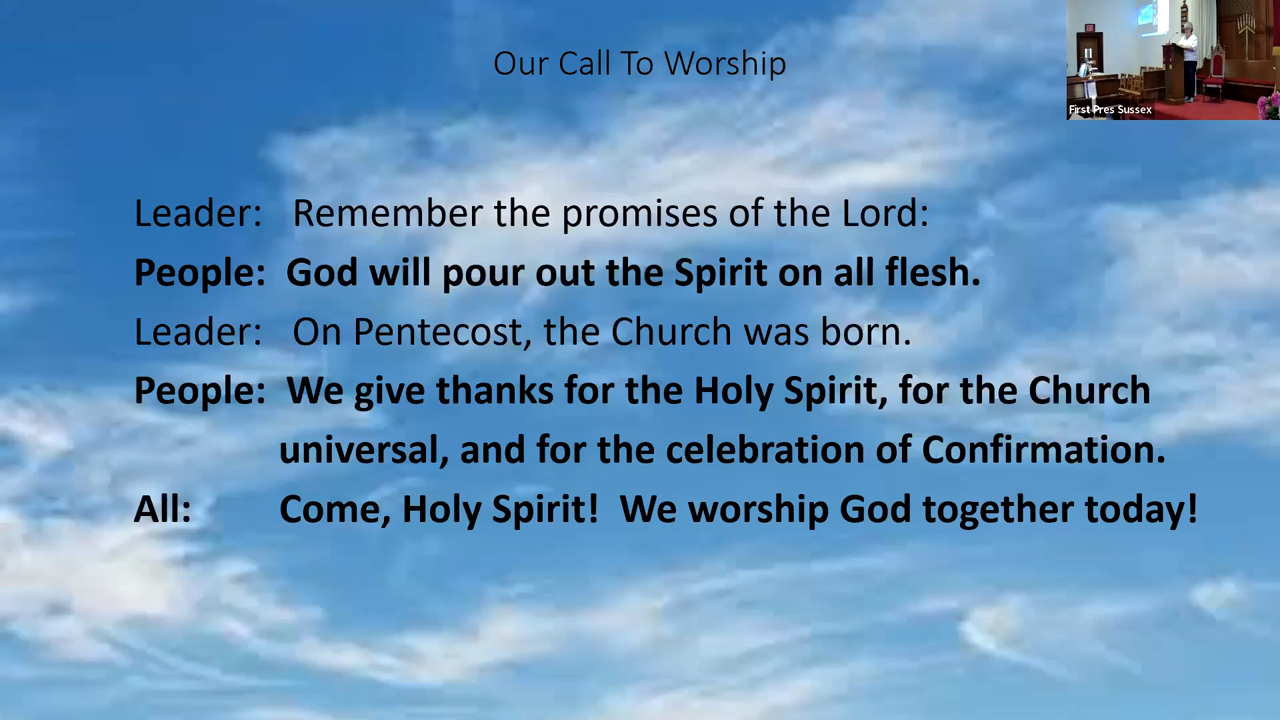 Our Call To Worship
First Pres Sussex
Leader: Remember the promises of the Lord:
People: God will pour out the Spirit on all flesh.
Leader: On Pentecost, the Church was born.
People: We give thanks for the Holy Spirit, for the Church
universal, and for the celebration of Confirmation.
All: Come, Holy Spirit! We worship God together today!